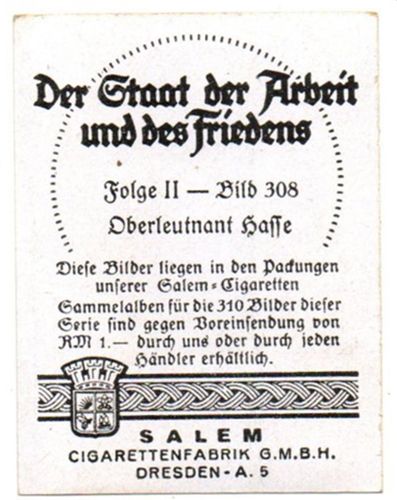 Der Staat der Arbeit
und des Friedens
Folge II — Bild 308
Oberleutnant Hasse
Diese Bilder liegen in den Packungen
unserer Salem=Cigaretten
Sammelalben für die 310 Bilder dieser
Serie sind gegen Voreinsendung von
RM 1.— durch uns oder durch jeden
Händler erhältlich.
SALEM
CIGARETTENFABRIK G.M.B.H.
DRESDEN-A. 5